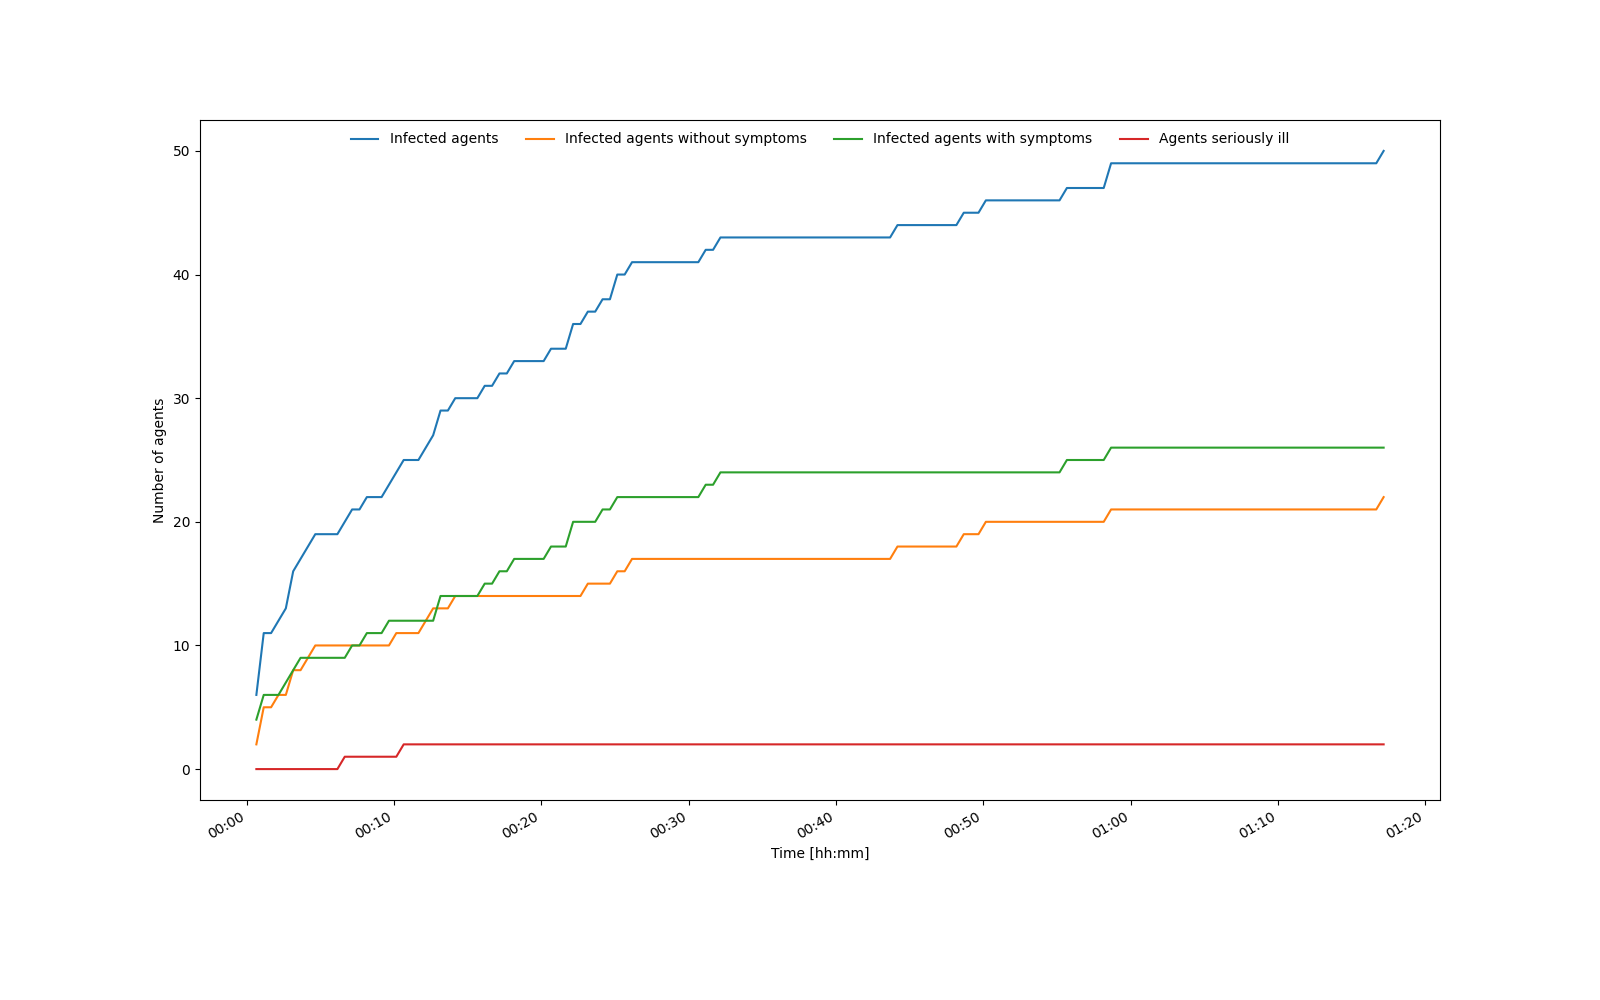 Infected agents Infected agents without symptoms Infected agents with symptoms Agents seriously ill
50
40
30
20
10
0
Number of agents
00:00 00:10 00:20 00:30 00:40 00:50 01:00 01:10 01:20
Time [hh:mm]